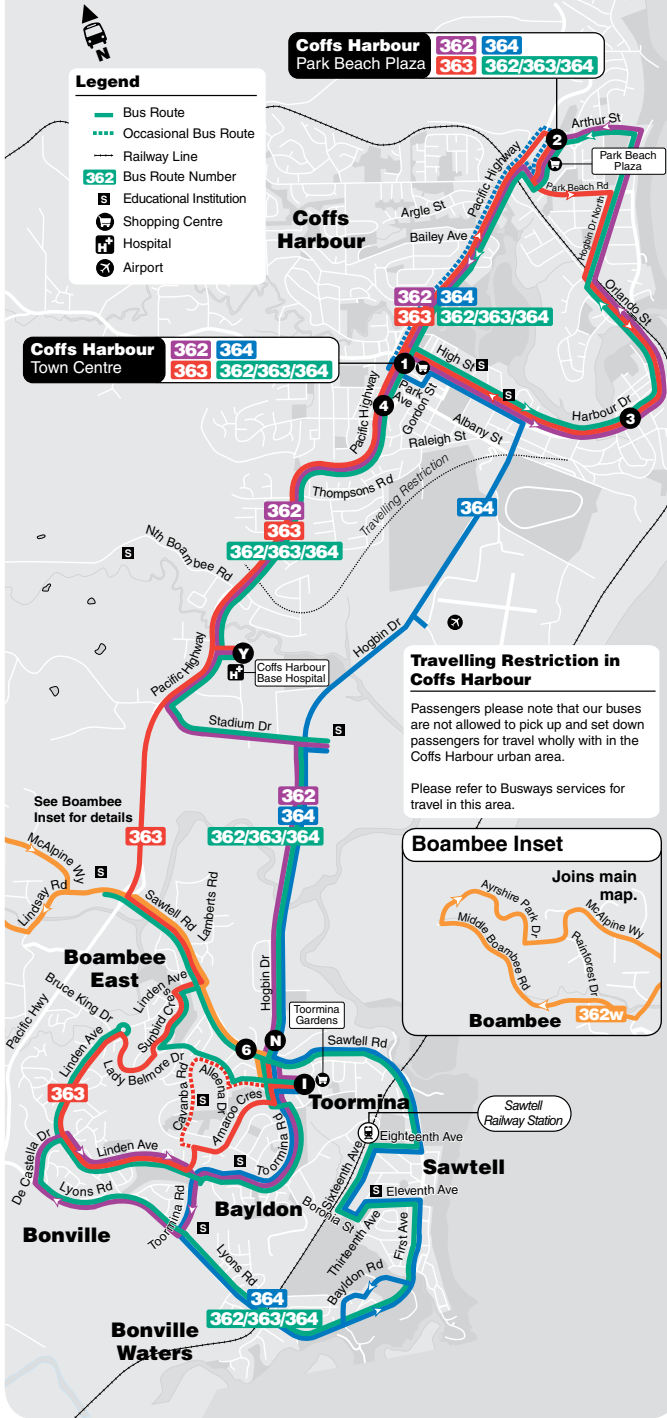 Coffs Harbour
Park Beach Plaza
362 364
363 362/363/364
Legend
Bus Route
Occasional Bus Route
Railway Line
362 Bus Route Number
S Educational Institution
Shopping Centre
H Hospital
Airport
2
Arthur St
Park Beach
Plaza
Pacific Highway
Park Beach Rd
Argyle St
Coffs
Harbour
Bailey Ave
Hogbin Dr North
Orlando St
362 364
363 362/363/364
Coffs Harbour
Town Centre
362 364
363 362/363/364
1
High St
S
S
Park
Ave
Gordon St
Pacific Highway
4
Albany St
Harbour Dr
3
Raleigh St
Thompsons Rd
Travelling Restriction
364
362
363
362/363/364
Nth Boambee Rd
S
Hogbin Dr
Y
H
Coffs Harbour
Base Hospital
Pacific Highway
Stadium Dr
S
Travelling Restriction in
Coffs Harbour
Passengers please note that our buses
are not allowed to pick up and set down
passengers for travel wholly with in the
Coffs Harbour urban area.
Please refer to Busways services for
travel in this area.
See Boambee
Inset for details
363
362
364
362/363/364
McAlpine Wy
S
Lindsay Rd
Sawtell Rd
Lamberts Rd
Boambee Inset
Joins main
map.
Ayrshire Park Dr
McAlpine Wy
Middle Boambee Rd
Rainforest Dr
Boambee
362w
Boambee
East
Hogbin Dr
Linden Ave
Bruce King Dr
Pacific Hwy
Sunbird Cres
Toormina
Gardens
Linden Ave
6
N
Sawtell Rd
Lady Belmore Dr
Aileena Dr
Cavanba Rd
I
Toormina
363
S
Amaroo Cres
Sawtell
Railway Station
Toormina Rd
Eighteenth Ave
De Castella Dr
Linden Ave
S
Sixteenth Ave
Sawtell
Lyons Rd
Bayldon
S
Eleventh Ave
Boronia St
Bonville
Toormina Rd
S
Thirteenth Ave
First Ave
Lyons Rd
Bayldon Rd
364
362/363/364
Bonville
Waters